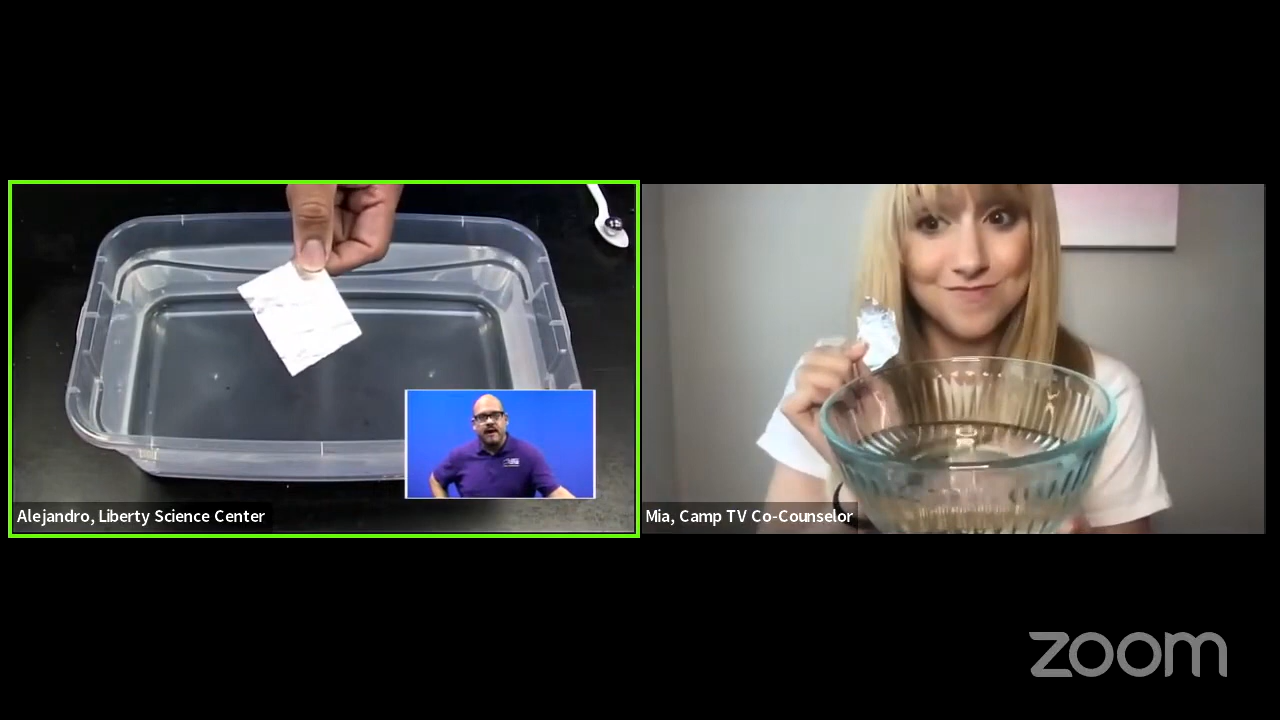 Alejandro, Liberty Science Center
Mia, Camp TV Co-Counselor
zoom